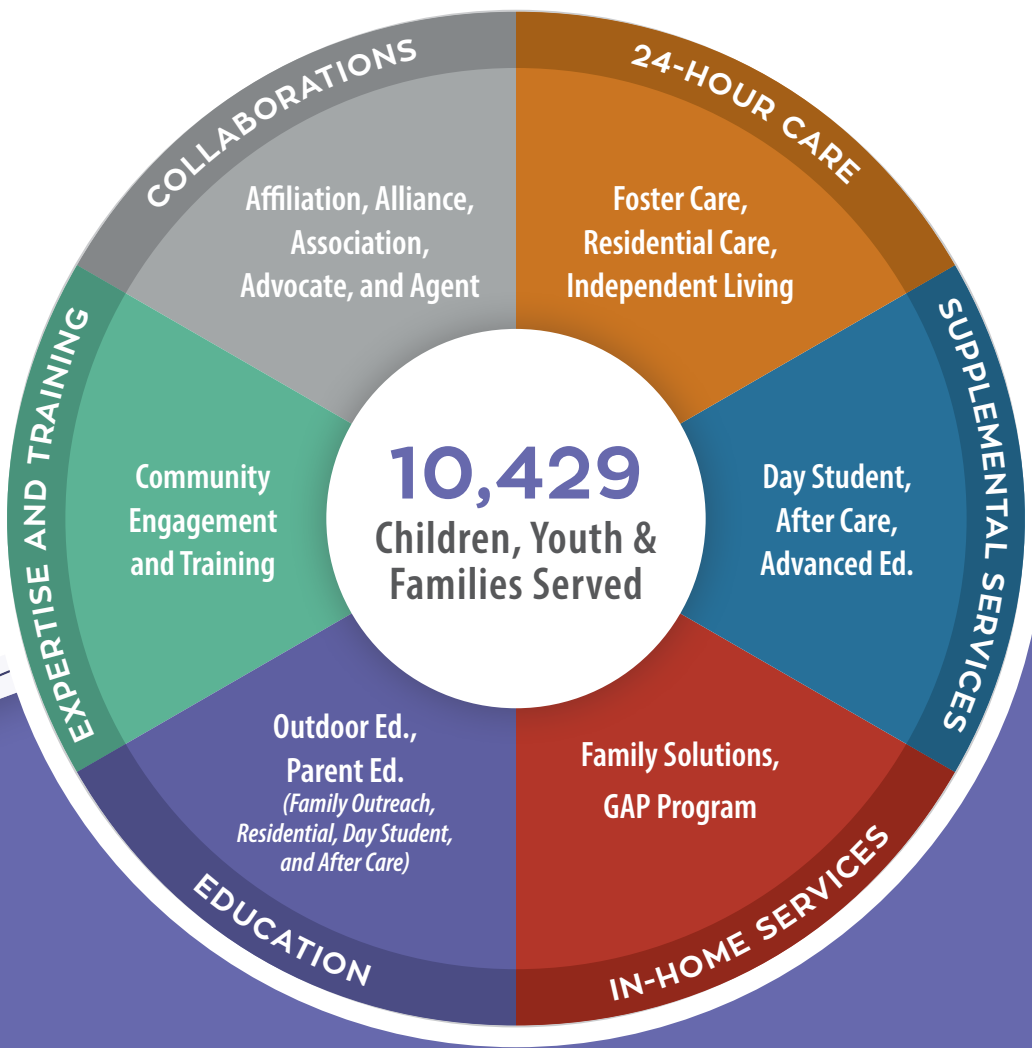 COLLABORATIONS
Affiliation, Alliance,
Association,
Advocate, and Agent
24-HOUR CARE
Foster Care,
Residential Care,
Independent Living
SUPPLEMENTAL SERVICES
Day Student,
After Care,
Advanced Ed.
IN-HOME SERVICES
Family Solutions,
GAP Program
EDUCATION
Outdoor Ed.,
Parent Ed.
(Family Outreach,
Residential, Day Student,
and After Care)
EXPERTISE AND TRAINING
Community
Engagement
and Training
10,429
Children, Youth &
Families Served